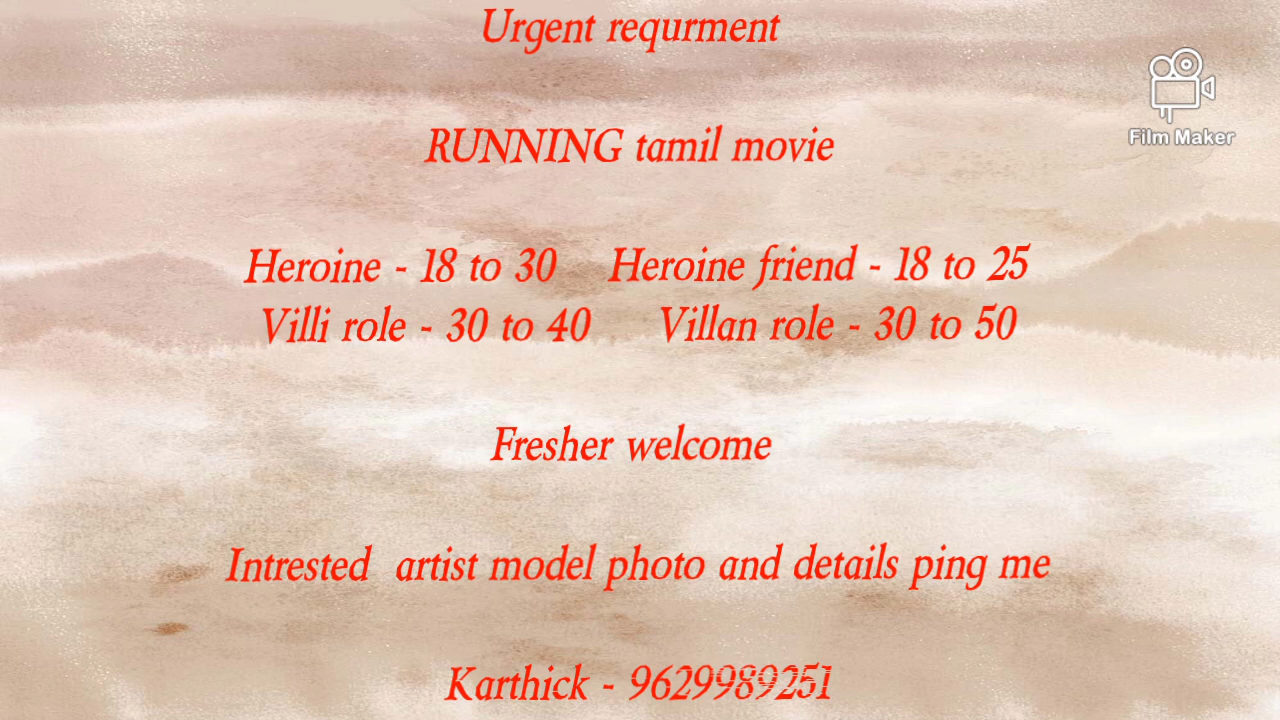 Urgent requrment
Film Maker
RUNNING tamil movie
Heroine - 18 to 30 Heroine friend - 18 to 25
Villi role - 30 to 40 Villan role - 30 to 50
Fresher welcome
Intrested artist model photo and details ping me
Karthick - 9629989251